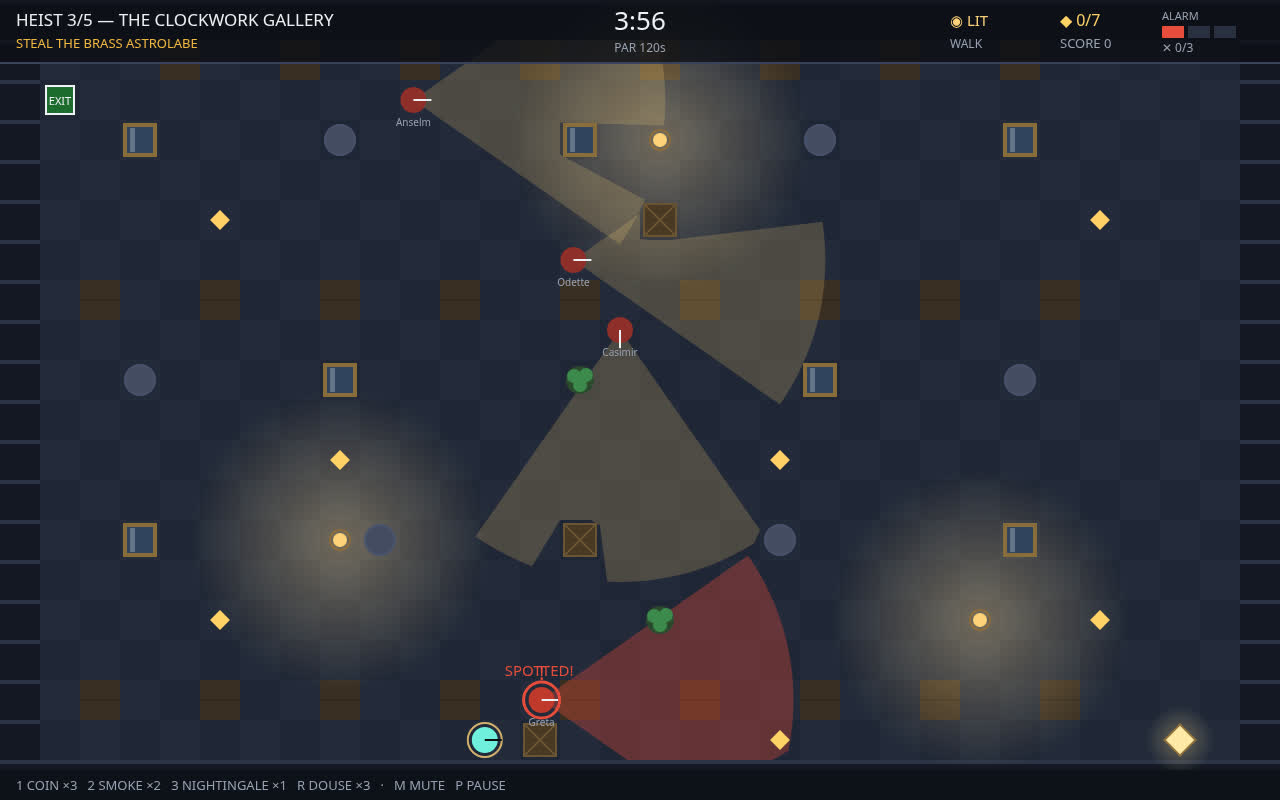 HEIST 3/5 — THE CLOCKWORK GALLERY
STEAL THE BRASS ASTROLABE
3:56
PAR 120s
◉ LIT
WALK
◆ 0/7
SCORE 0
ALARM
✕ 0/3
EXIT
Anselm
Odette
Casimir
SPOTTED!
!
Greta
1 COIN ×3 2 SMOKE ×2 3 NIGHTINGALE ×1 R DOUSE ×3 · M MUTE P PAUSE